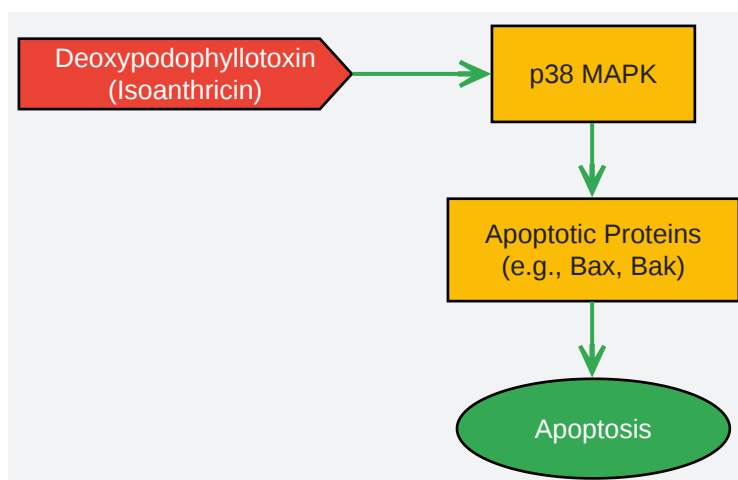 Deoxypodophyllotoxin
(Isoanthricin)
p38 MAPK
Apoptotic Proteins
(e.g., Bax, Bak)
Apoptosis